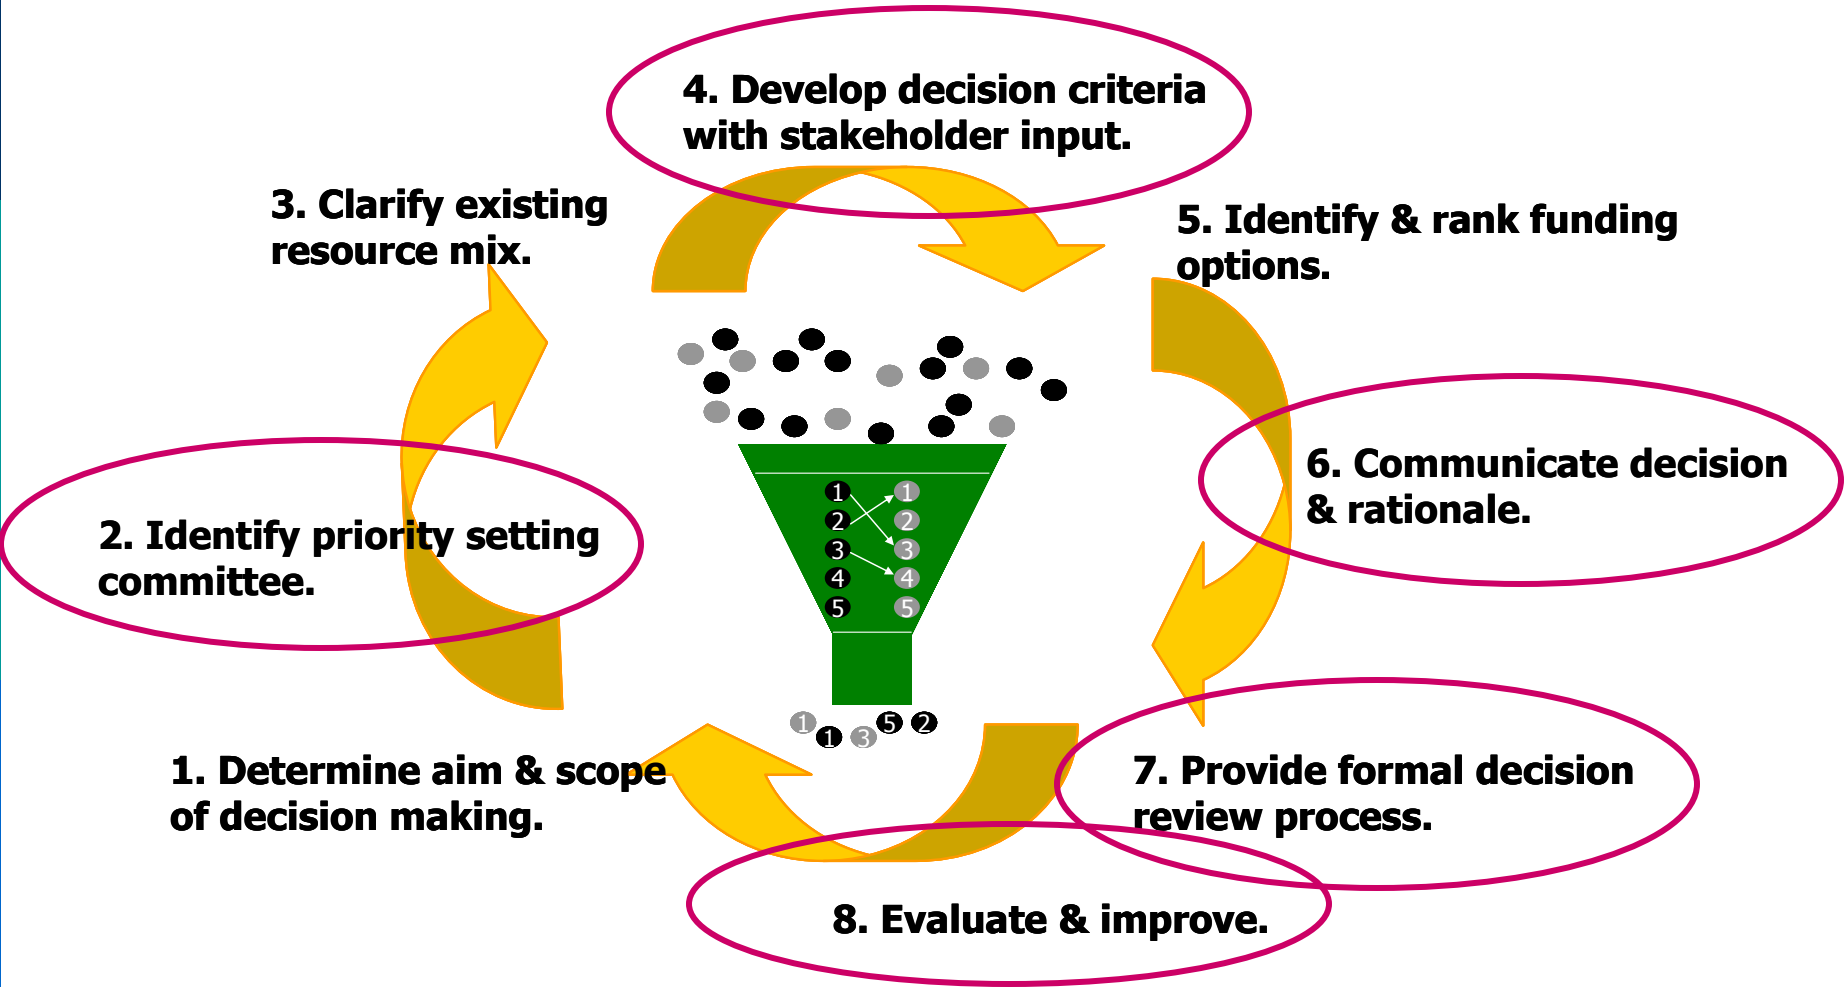 4. Develop decision criteria
with stakeholder input.
3. Clarify existing
resource mix.
5. Identify & rank funding
options.
2. Identify priority setting
committee.
6. Communicate decision
& rationale.
1 1
2 2
3 3
4 4
5 5
1 1 3 5 2
1. Determine aim & scope
of decision making.
7. Provide formal decision
review process.
8. Evaluate & improve.